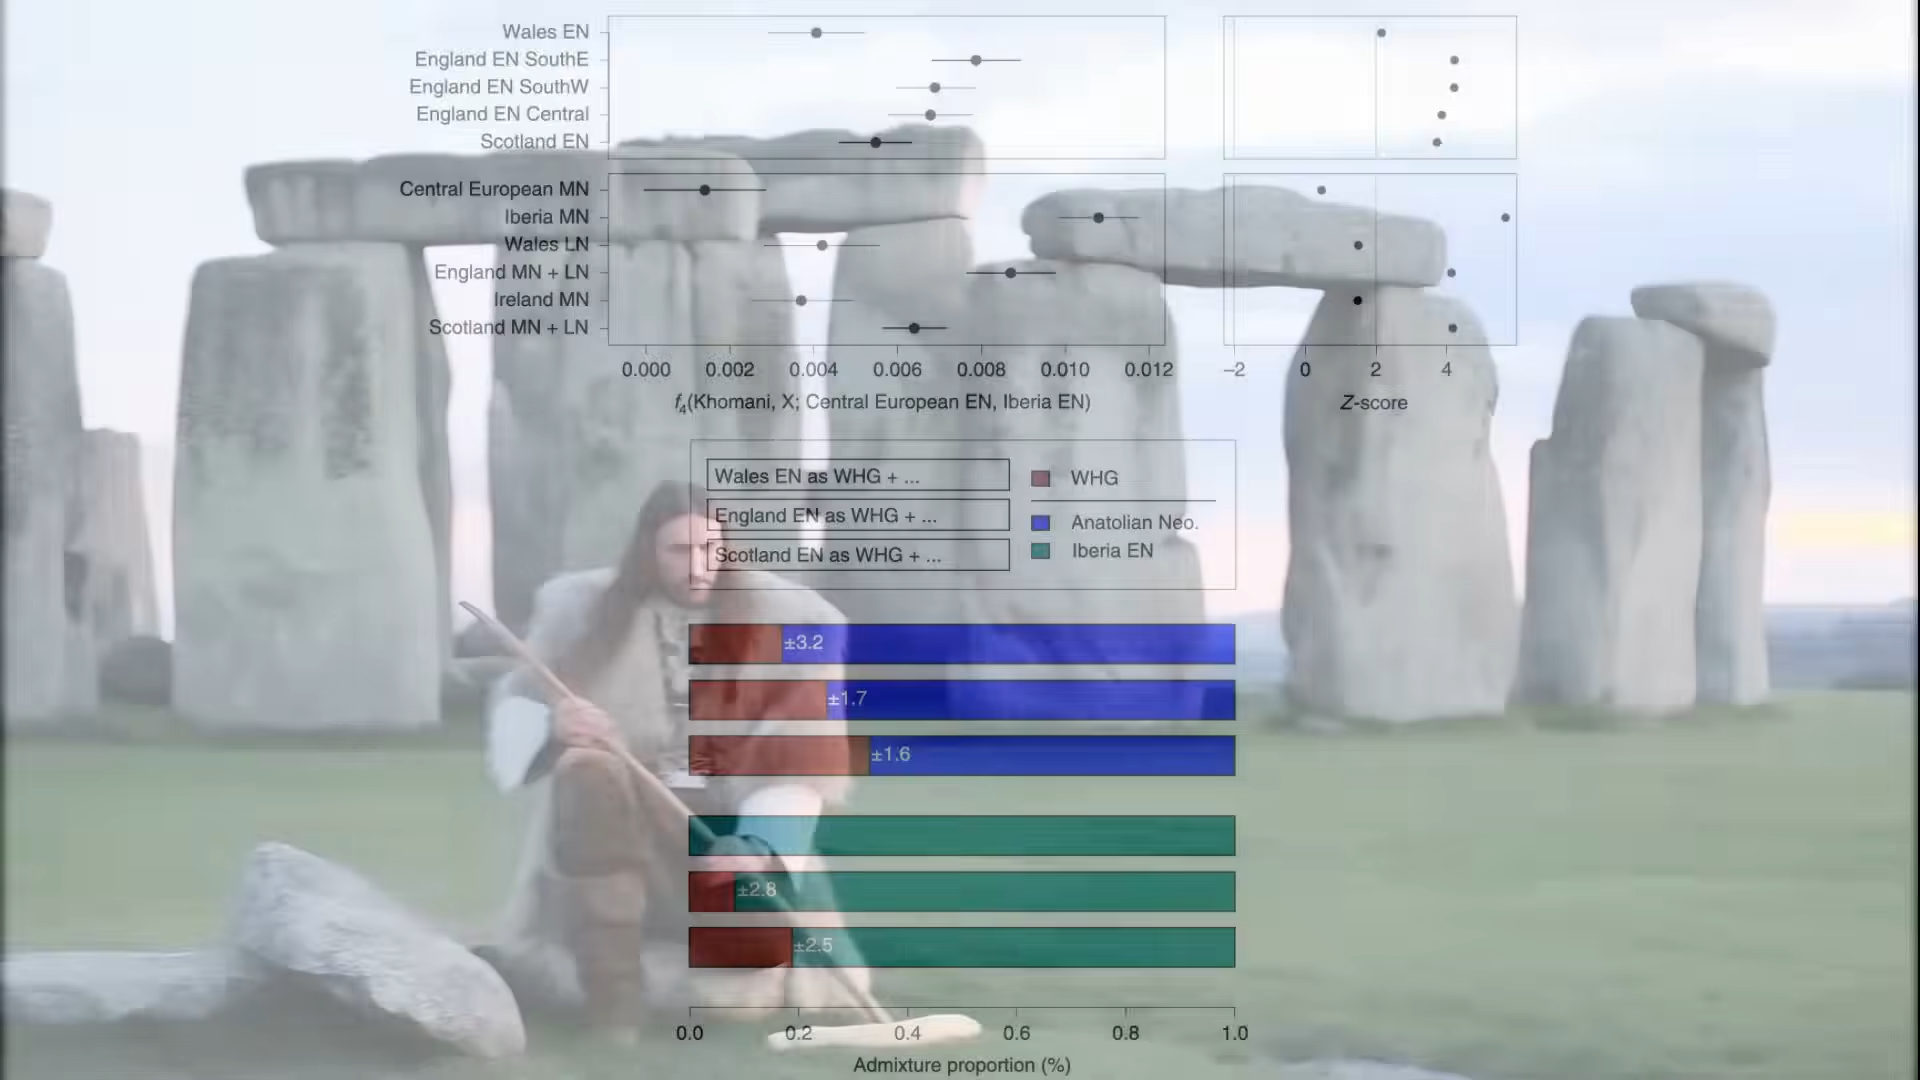 Wales EN
England EN SouthE
England EN SouthW
England EN Central
Scotland EN
Central European MN
Iberia MN
Wales LN
England MN + LN
Ireland MN
Scotland MN + LN
0.000 0.002 0.004 0.006 0.008 0.010 0.012
−2 0 2 4
f4(Khomani, X; Central European EN, Iberia EN)
Z-score
Wales EN as WHG + ...
England EN as WHG + ...
Scotland EN as WHG + ...
WHG
Anatolian Neo.
Iberia EN
±3.2
±1.7
±1.6
±2.8
±2.5
0.0 0.2 0.4 0.6 0.8 1.0
Admixture proportion (%)